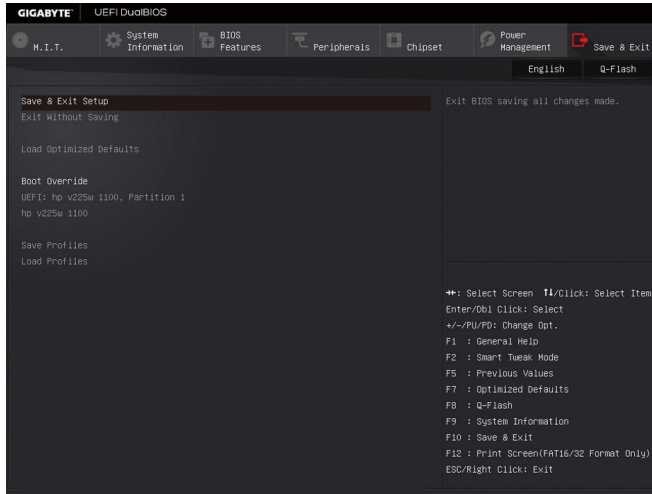 GIGABYTE™ UEFI DualBIOS
M.I.T.
System Information
BIOS Features
Peripherals
Chipset
Power Management
Save & Exit
English
Q-Flash
Save & Exit Setup
Exit Without Saving
Load Optimized Defaults
Boot Override
UEFI: hp v225w 1100, Partition 1
hp v225w 1100
Save Profiles
Load Profiles
Exit BIOS saving all changes made.
→←: Select Screen ↑↓/Click: Select Item
Enter/Dbl Click: Select
+/-/PU/PD: Change Opt.
F1 : General Help
F2 : Smart Tweak Mode
F5 : Previous Values
F7 : Optimized Defaults
F8 : Q-Flash
F9 : System Information
F10 : Save & Exit
F12 : Print Screen(FAT16/32 Format Only)
ESC/Right Click: Exit